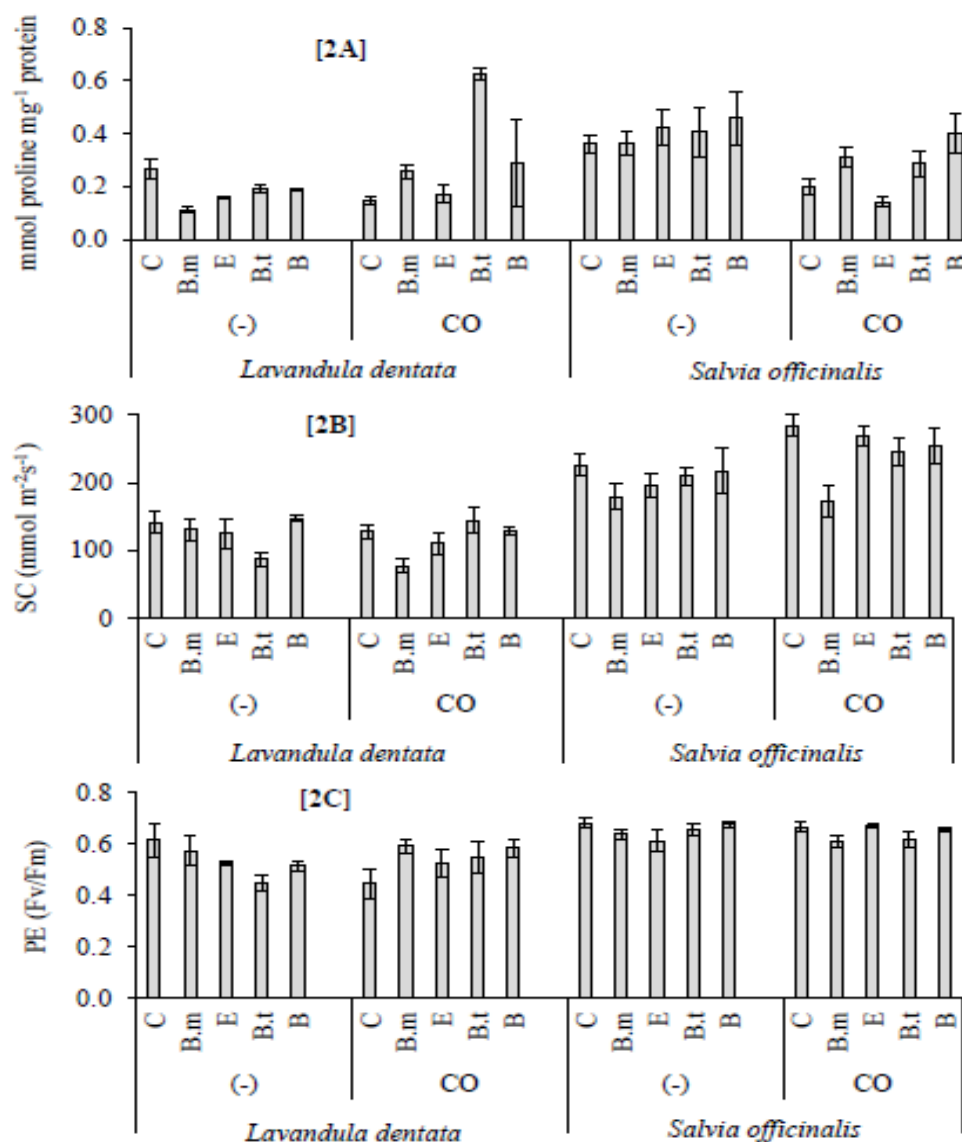 [2A]
mmol proline mg⁻¹ protein
0.8
0.6
0.4
0.2
0.0
C B.m E B.t B C B.m E B.t B C B.m E B.t B C B.m E B.t B
(-) CO (-) CO
Lavandula dentata Salvia officinalis
[2B]
SC (mmol m⁻²s⁻¹)
300
200
100
0
C B.m E B.t B C B.m E B.t B C B.m E B.t B C B.m E B.t B
(-) CO (-) CO
Lavandula dentata Salvia officinalis
[2C]
PE (Fv/Fm)
0.8
0.6
0.4
0.2
0.0
C B.m E B.t B C B.m E B.t B C B.m E B.t B C B.m E B.t B
(-) CO (-) CO
Lavandula dentata Salvia officinalis